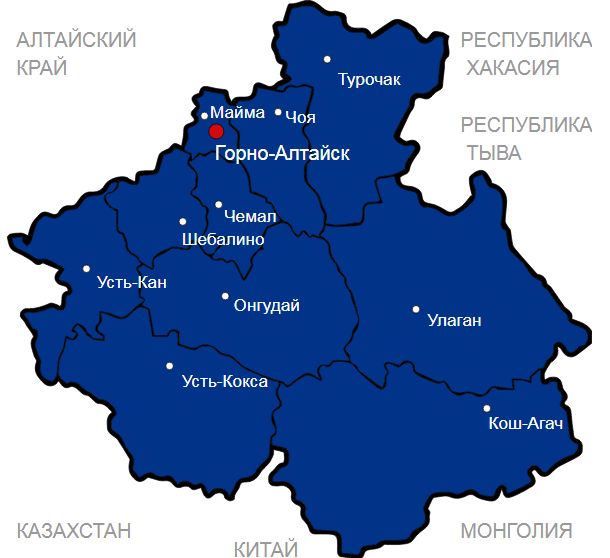 АЛТАЙСКИЙ
КРАЙ
РЕСПУБЛИКА
ХАКАСИЯ
Турочак
Майма
Чоя
РЕСПУБЛИКА
ТЫВА
Горно-Алтайск
Чемал
Шебалино
Усть-Кан
Онгудай
Улаган
Усть-Кокса
Кош-Агач
КАЗАХСТАН
КИТАЙ
МОНГОЛИЯ